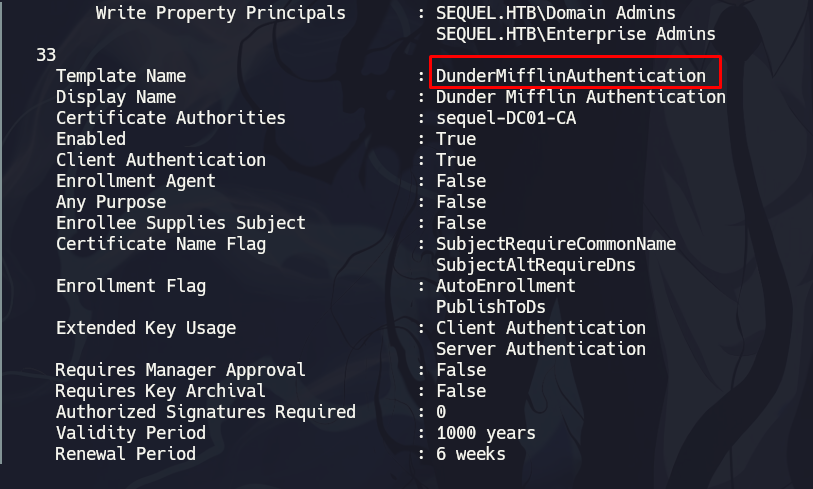 Write Property Principals : SEQUEL.HTB\Domain Admins
SEQUEL.HTB\Enterprise Admins
33
Template Name : DunderMifflinAuthentication
Display Name : Dunder Mifflin Authentication
Certificate Authorities : sequel-DC01-CA
Enabled : True
Client Authentication : True
Enrollment Agent : False
Any Purpose : False
Enrollee Supplies Subject : False
Certificate Name Flag : SubjectRequireCommonName
SubjectAltRequireDns
Enrollment Flag : AutoEnrollment
PublishToDs
Extended Key Usage : Client Authentication
Server Authentication
Requires Manager Approval : False
Requires Key Archival : False
Authorized Signatures Required : 0
Validity Period : 1000 years
Renewal Period : 6 weeks